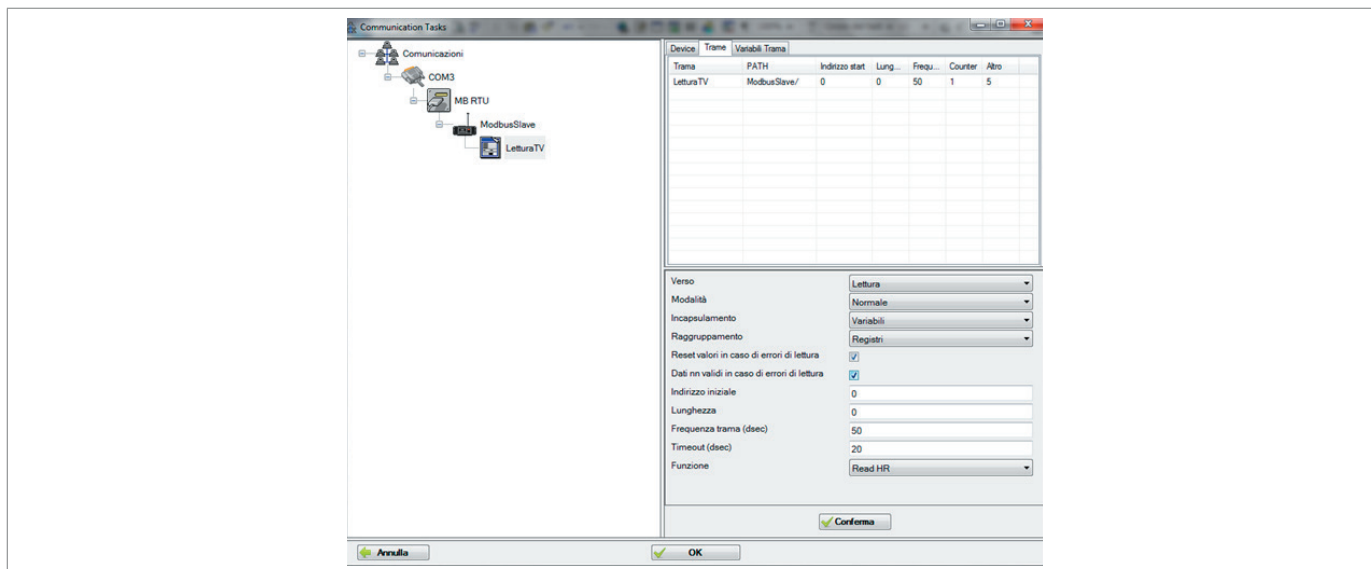 Communication Tasks
Comunicazioni
COM3
MB RTU
ModbusSlave
LetturaTV
Device Trame Variabili Trama
Trama PATH Indirizzo start Lung... Frequ... Counter Altro
LetturaTV ModbusSlave/ 0 0 50 1 5
Verso Lettura
Modalità Normale
Incapsulamento Variabili
Raggruppamento Registri
Reset valori in caso di errori di lettura
Dati nn validi in caso di errori di lettura
Indirizzo iniziale 0
Lunghezza 0
Frequenza trama (dsec) 50
Timeout (dsec) 20
Funzione Read HR
Conferma
Annulla OK